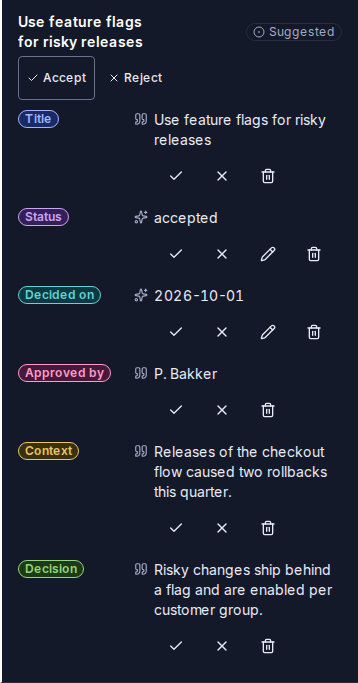 Use feature flags
for risky releases
Suggested
Accept
Reject
Title
Use feature flags for risky
releases
Status
accepted
Decided on
2026-10-01
Approved by
P. Bakker
Context
Releases of the checkout
flow caused two rollbacks
this quarter.
Decision
Risky changes ship behind
a flag and are enabled per
customer group.